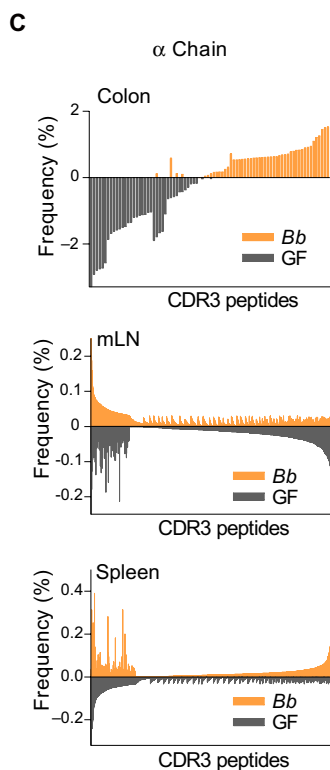 C
α Chain
Colon
Frequency (%)
2
0
−2
Bb
GF
CDR3 peptides
mLN
Frequency (%)
0.2
0.1
0
−0.1
−0.2
Bb
GF
CDR3 peptides
Spleen
Frequency (%)
0.4
0.2
0.0
−0.2
Bb
GF
CDR3 peptides